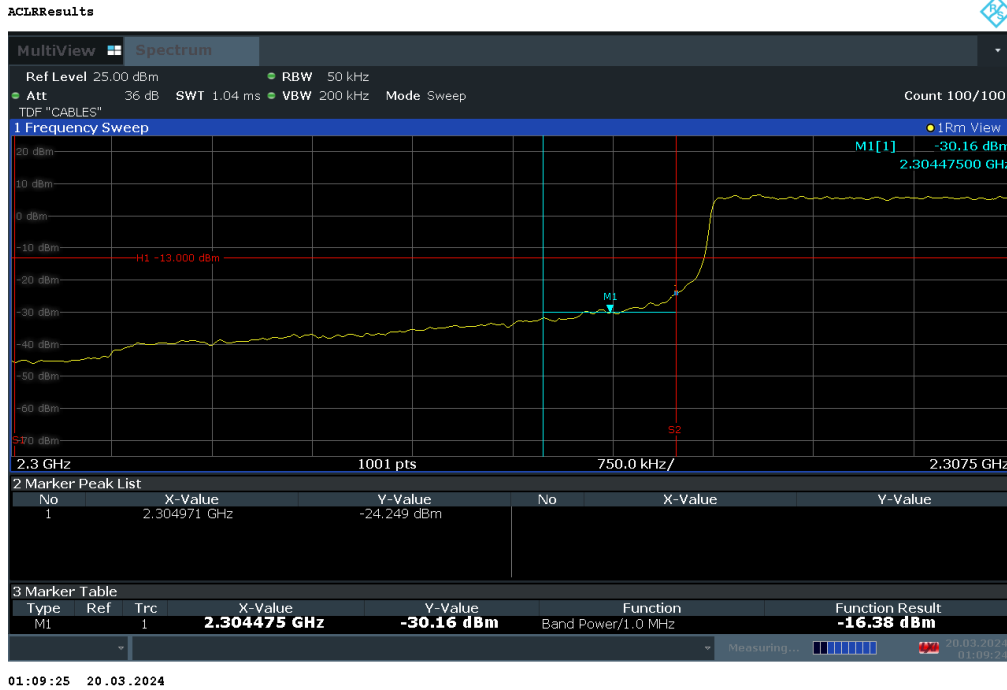 ACLRResults
R&S
MultiView Spectrum
Ref Level 25.00 dBm RBW 50 kHz
Att 36 dB SWT 1.04 ms VBW 200 kHz Mode Sweep Count 100/100
TDF "CABLES"
1 Frequency Sweep 1Rm View
M1[1] -30.16 dBm
2.30447500 GHz
20 dBm
10 dBm
0 dBm
-10 dBm
H1 -13.000 dBm
-20 dBm
M1
-30 dBm
-40 dBm
-50 dBm
-60 dBm
S2
-70 dBm
2.3 GHz 1001 pts 750.0 kHz/ 2.3075 GHz
2 Marker Peak List
No X-Value Y-Value No X-Value Y-Value
1 2.304971 GHz -24.249 dBm
3 Marker Table
Type Ref Trc X-Value Y-Value Function Function Result
M1 1 2.304475 GHz -30.16 dBm Band Power/1.0 MHz -16.38 dBm
Measuring... 20.03.2024
01:09:24
01:09:25 20.03.2024